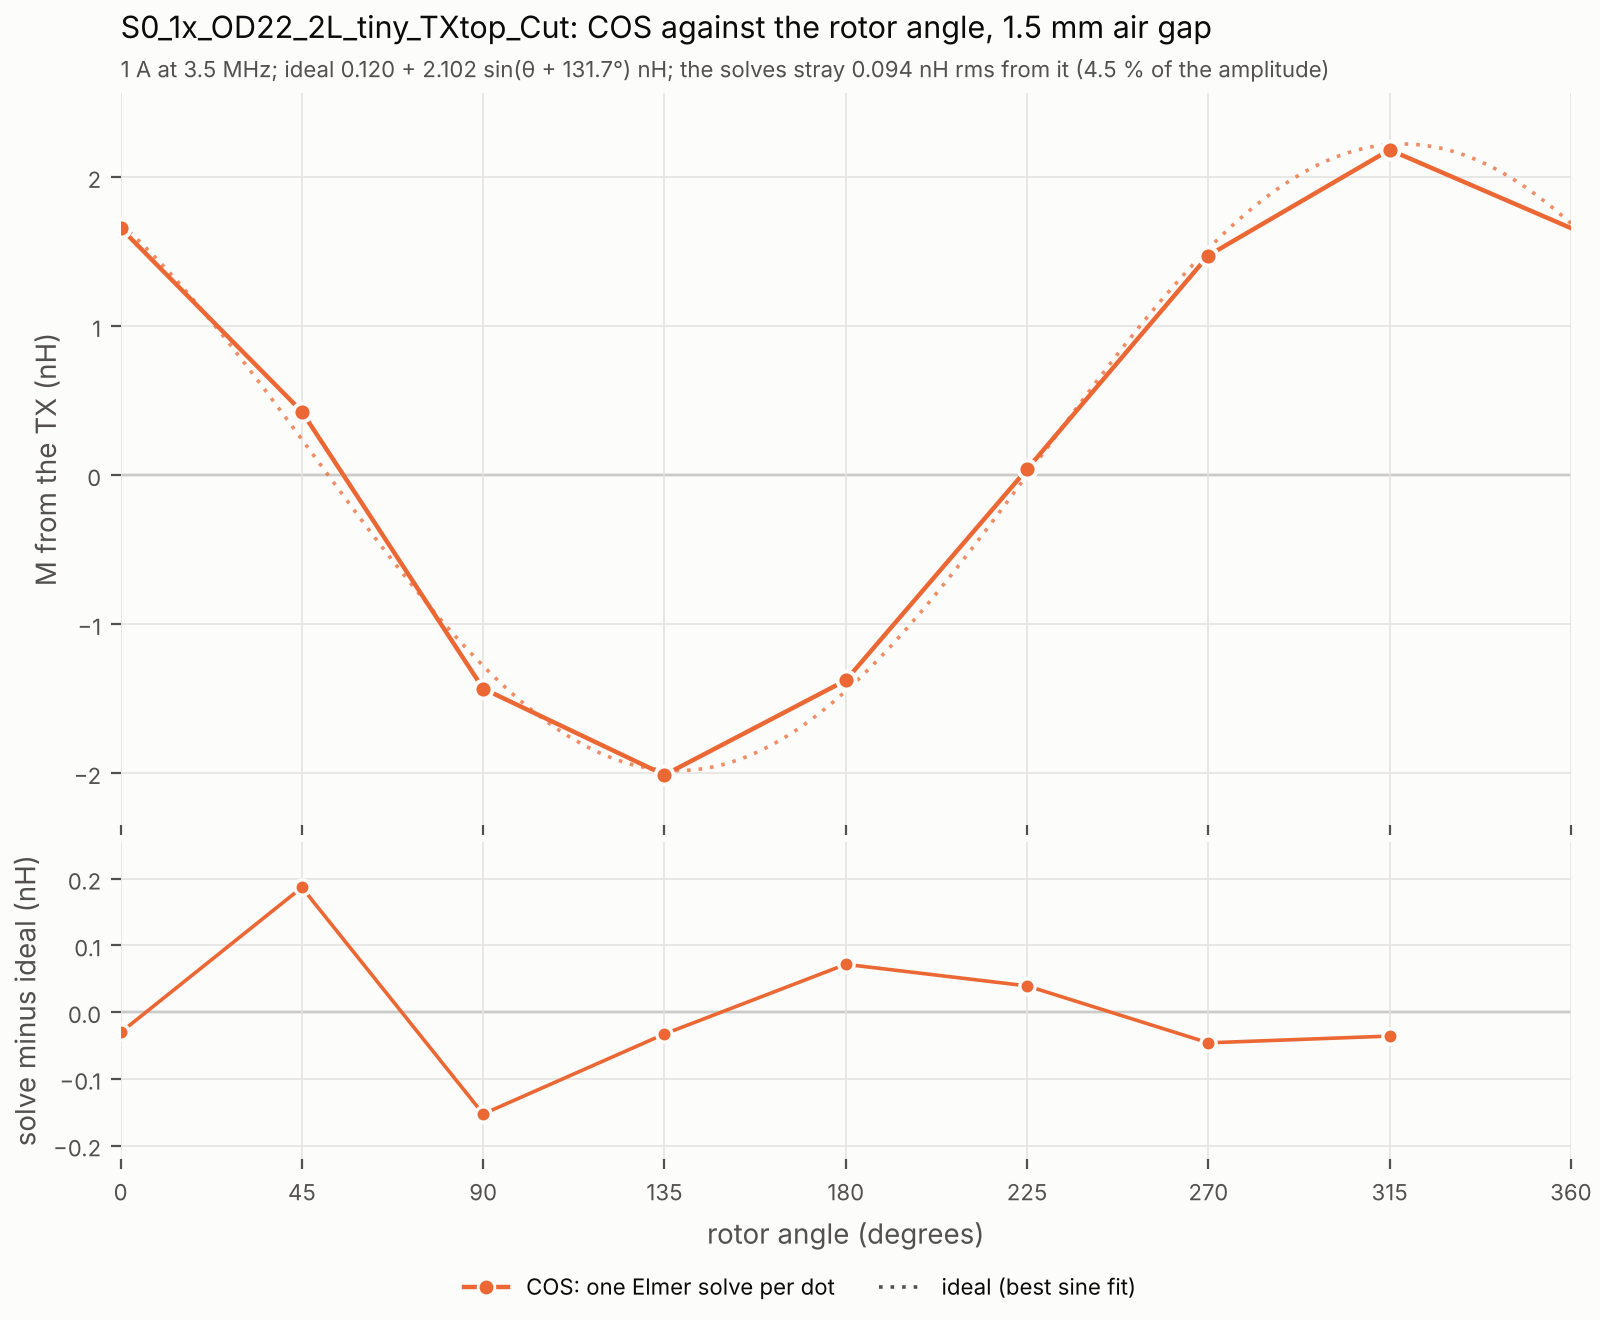 S0_1x_OD22_2L_tiny_TXtop_Cut: COS against the rotor angle, 1.5 mm air gap
1 A at 3.5 MHz; ideal 0.120 + 2.102 sin(θ + 131.7°) nH; the solves stray 0.094 nH rms from it (4.5 % of the amplitude)
M from the TX (nH)
2
1
0
−1
−2
solve minus ideal (nH)
0.2
0.1
0.0
−0.1
−0.2
0 45 90 135 180 225 270 315 360
rotor angle (degrees)
COS: one Elmer solve per dot ideal (best sine fit)